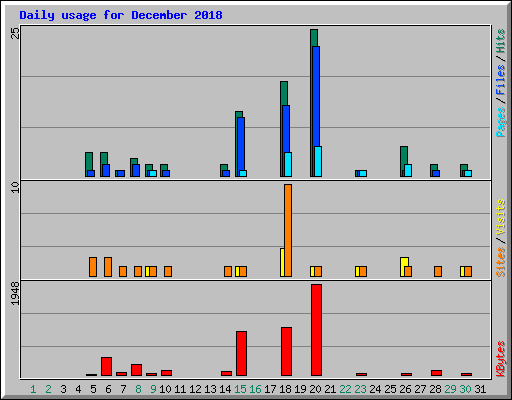 Daily usage for December 2018
25
Pages / Files / Hits
10
Sites / Visits
1948
KBytes
1 2 3 4 5 6 7 8 9 10 11 12 13 14 15 16 17 18 19 20 21 22 23 24 25 26 27 28 29 30 31